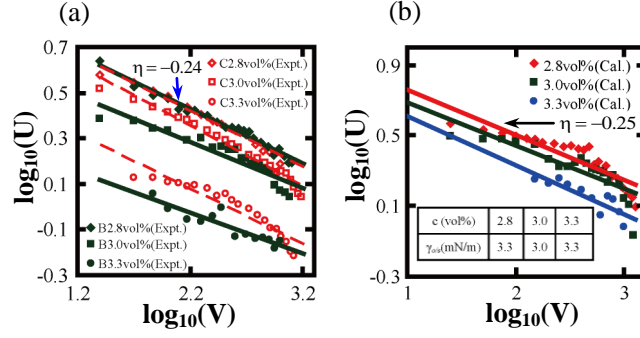 (a)
(b)
0.7
0.5
0.3
0.1
-0.1
-0.3
log₁₀(U)
η = −0.24
C2.8vol%(Expt.)
C3.0vol%(Expt.)
C3.3vol%(Expt.)
B2.8vol%(Expt.)
B3.0vol%(Expt.)
B3.3vol%(Expt.)
1.2
2.2
3.2
log₁₀(V)
0.9
0.5
0.1
-0.3
log₁₀(U)
2.8vol%(Cal.)
3.0vol%(Cal.)
3.3vol%(Cal.)
η = −0.25
c (vol%) 2.8 3.0 3.3
(mN/m) 3.3 3.0 3.3
1
2
3
log₁₀(V)